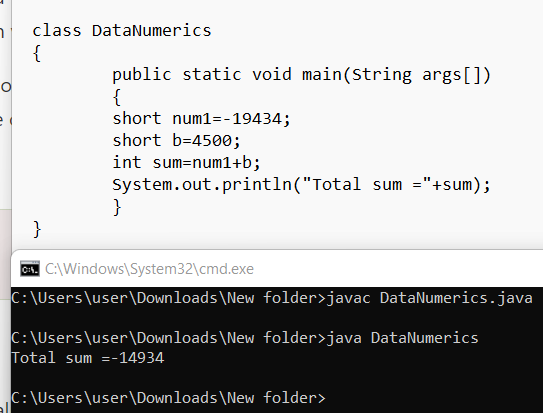 class DataNumerics
{
public static void main(String args[])
{
short num1=-19434;
short b=4500;
int sum=num1+b;
System.out.println("Total sum ="+sum);
}
}
C:\Windows\System32\cmd.exe
C:\Users\user\Downloads\New folder>javac DataNumerics.java
C:\Users\user\Downloads\New folder>java DataNumerics
Total sum =-14934
C:\Users\user\Downloads\New folder>